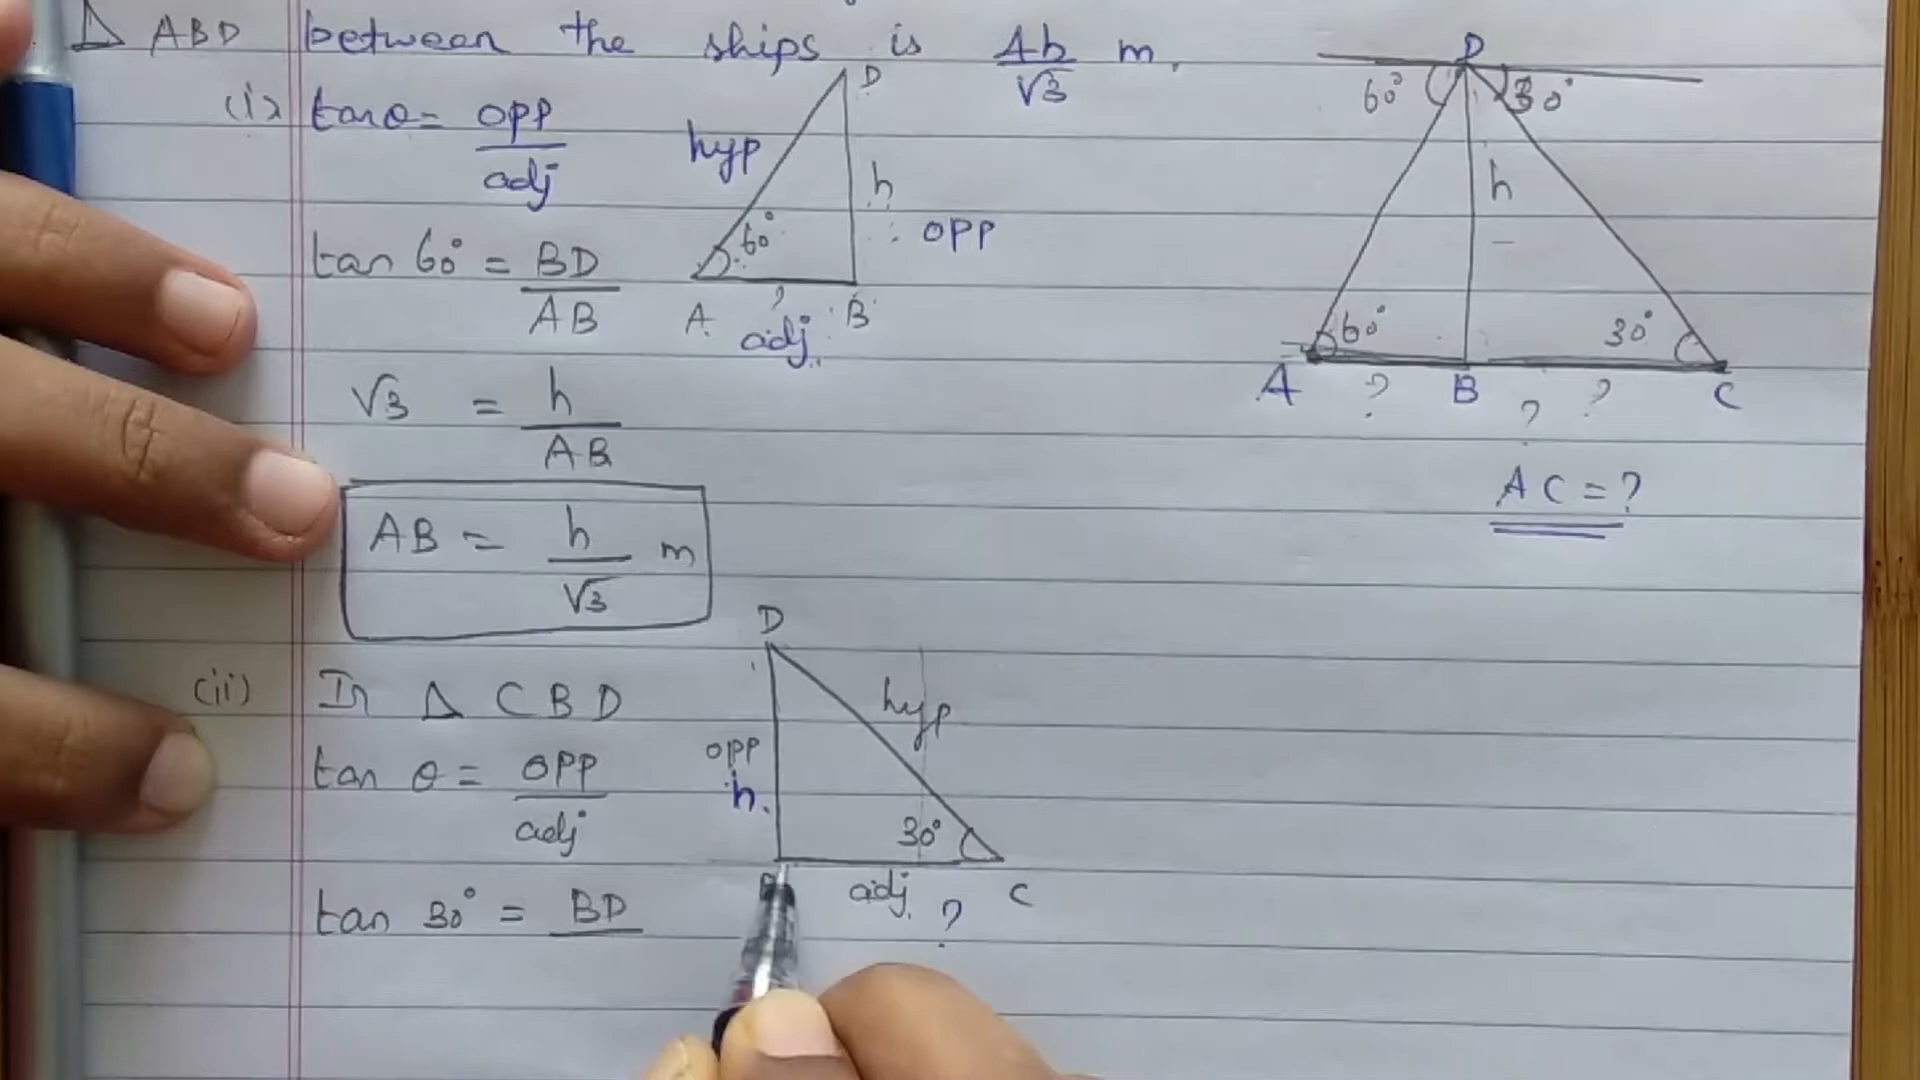 Δ ABD between the ships is 4h/√3 m.
(i) tanθ = opp/adj
tan 60° = BD/AB
√3 = h/AB
AB = h/√3 m
D
hyp
h
opp
60°
A B
adj.
D
60° 30°
h
60° 30°
A ? B ? ? C
AC = ?
(ii) In Δ CBD
tan θ = opp/adj
tan 30° = BD
D
hyp
opp
h.
30°
adj. C
?